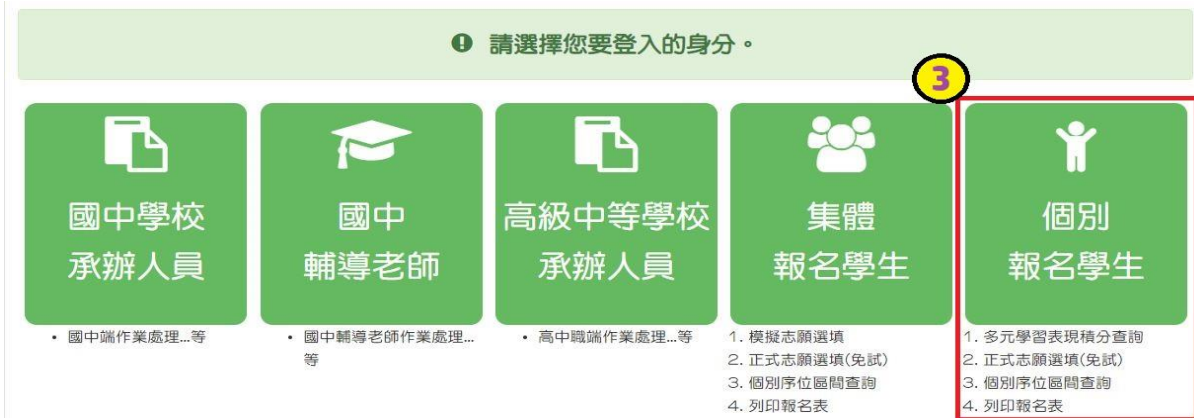 請選擇您要登入的身分。
3
國中學校
承辦人員
• 國中端作業處理...等
國中
輔導老師
• 國中輔導老師作業處理...
等
高級中等學校
承辦人員
• 高中職端作業處理...等
集體
報名學生
1. 模擬志願選填
2. 正式志願選填(免試)
3. 個別序位區間查詢
4. 列印報名表
個別
報名學生
1. 多元學習表現積分查詢
2. 正式志願選填(免試)
3. 個別序位區間查詢
4. 列印報名表